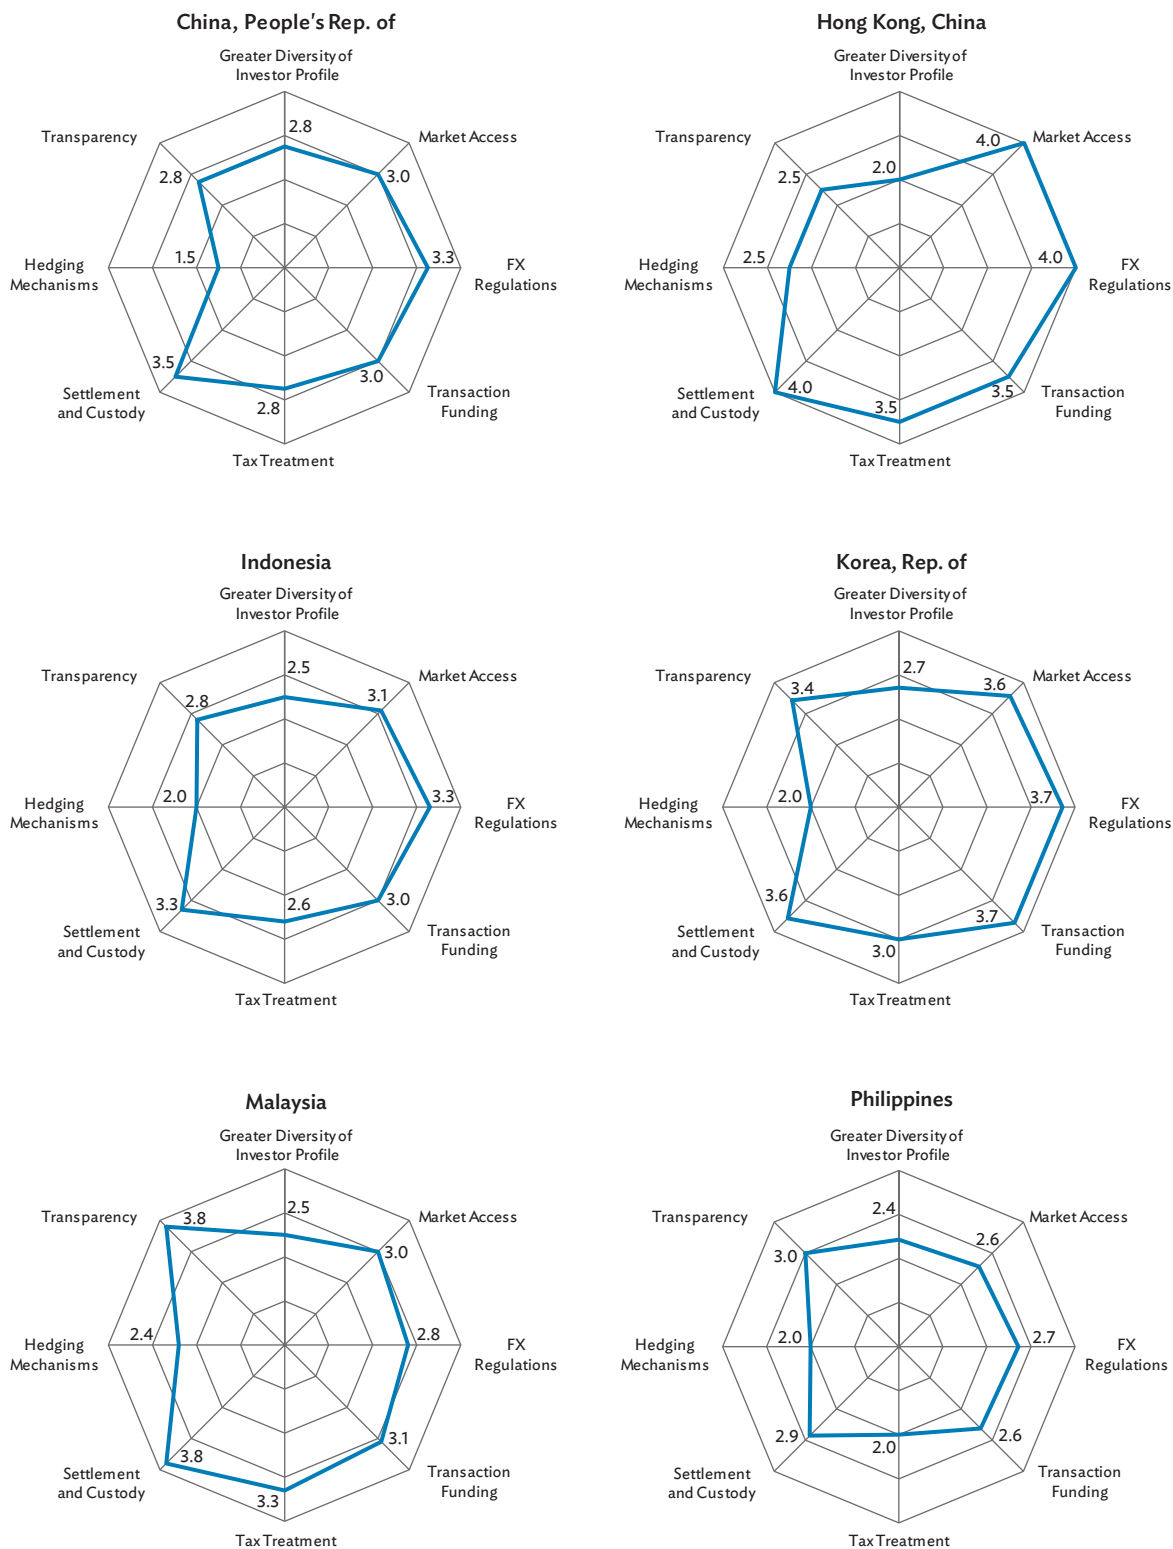 China, People's Rep. of
Greater Diversity of
Investor Profile
Transparency
Market Access
2.8
2.8
3.0
Hedging
Mechanisms
1.5
3.3
FX
Regulations
3.5
3.0
Settlement
and Custody
2.8
Transaction
Funding
Tax Treatment
Hong Kong, China
Greater Diversity of
Investor Profile
Transparency
4.0
Market Access
2.5
2.0
Hedging
Mechanisms
2.5
4.0
FX
Regulations
4.0
3.5
3.5
Settlement
and Custody
Transaction
Funding
Tax Treatment
Indonesia
Greater Diversity of
Investor Profile
Transparency
2.5
Market Access
2.8
3.1
Hedging
Mechanisms
2.0
3.3
FX
Regulations
3.3
2.6
3.0
Settlement
and Custody
Transaction
Funding
Tax Treatment
Korea, Rep. of
Greater Diversity of
Investor Profile
Transparency
2.7
Market Access
3.4
3.6
Hedging
Mechanisms
2.0
3.7
FX
Regulations
3.6
3.7
Settlement
and Custody
3.0
Transaction
Funding
Tax Treatment
Malaysia
Greater Diversity of
Investor Profile
Transparency
3.8
2.5
Market Access
3.0
Hedging
Mechanisms
2.4
2.8
FX
Regulations
3.8
3.1
Settlement
and Custody
3.3
Transaction
Funding
Tax Treatment
Philippines
Greater Diversity of
Investor Profile
Transparency
2.4
Market Access
3.0
2.6
Hedging
Mechanisms
2.0
2.7
FX
Regulations
2.9
2.0
2.6
Settlement
and Custody
Transaction
Funding
Tax Treatment